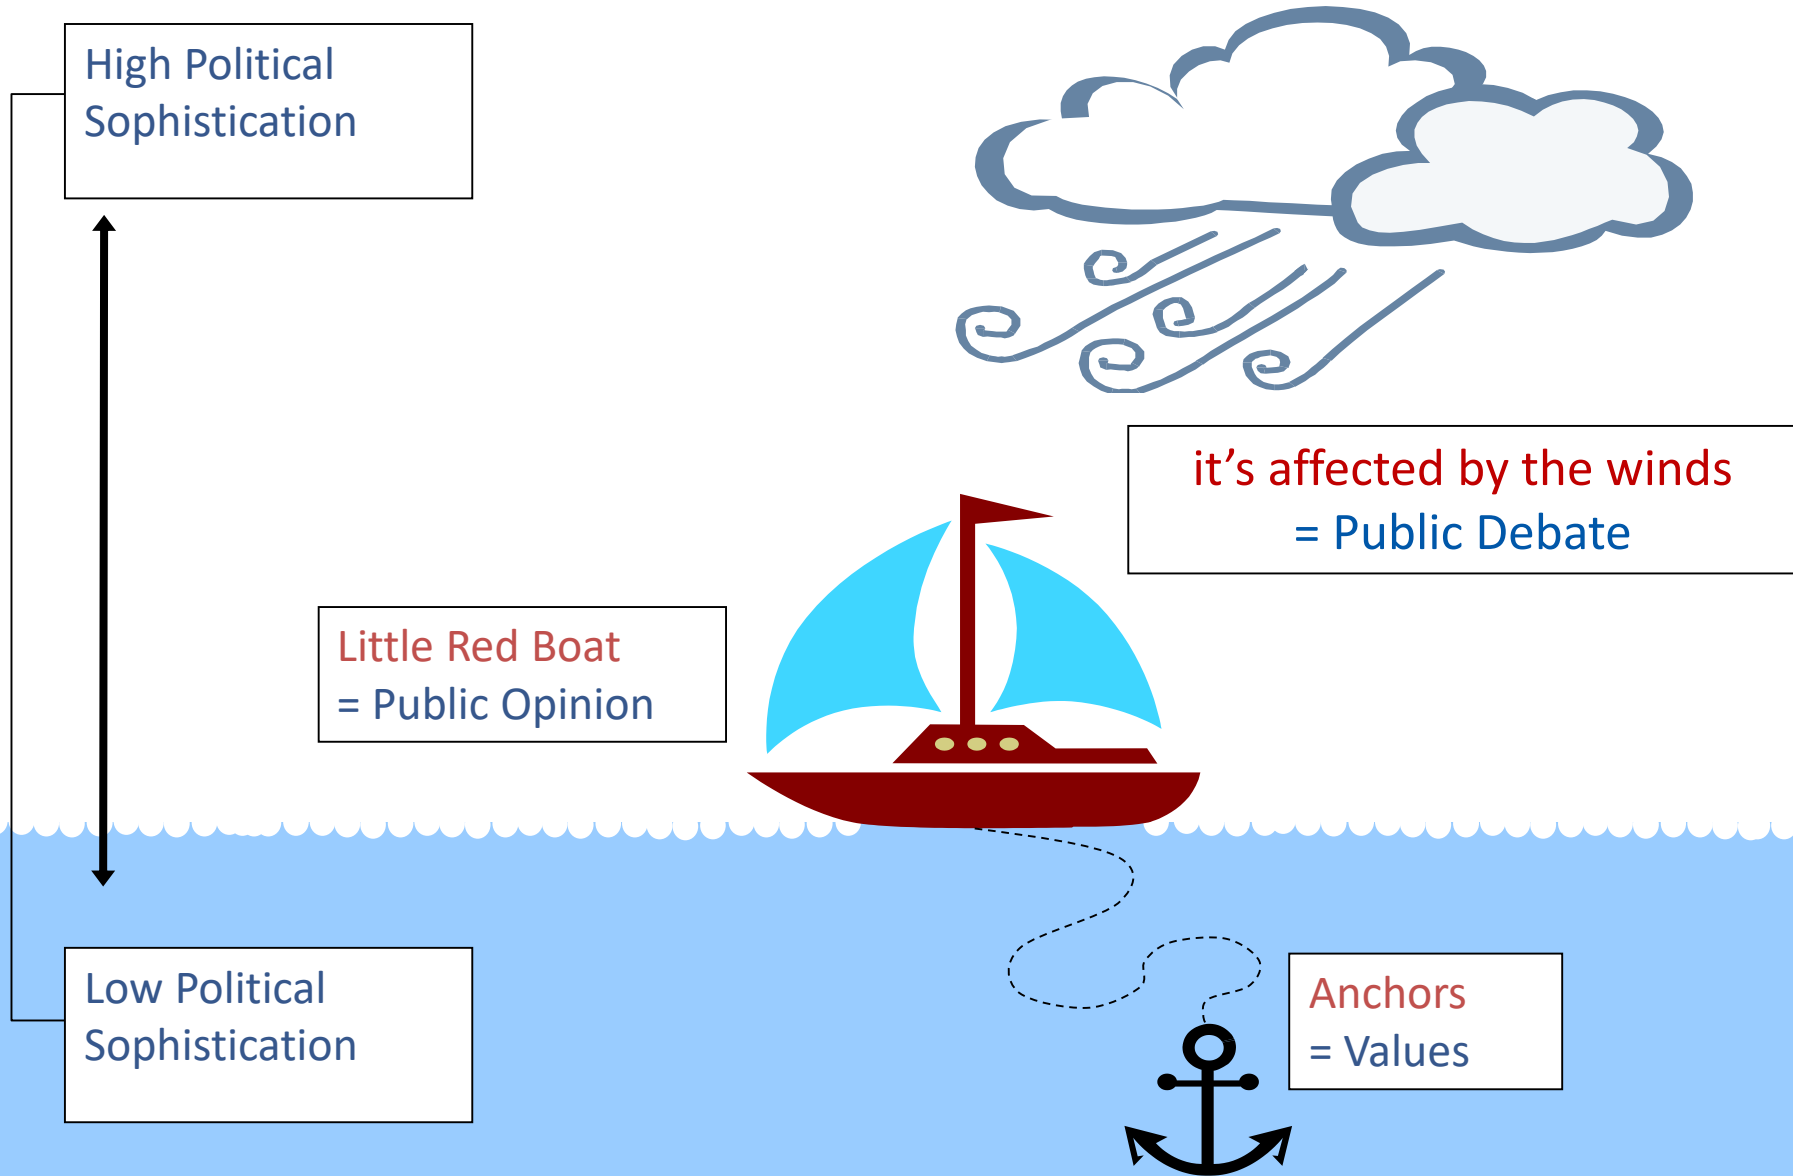 High Political
Sophistication
it’s affected by the winds
= Public Debate
Little Red Boat
= Public Opinion
Low Political
Sophistication
Anchors
= Values